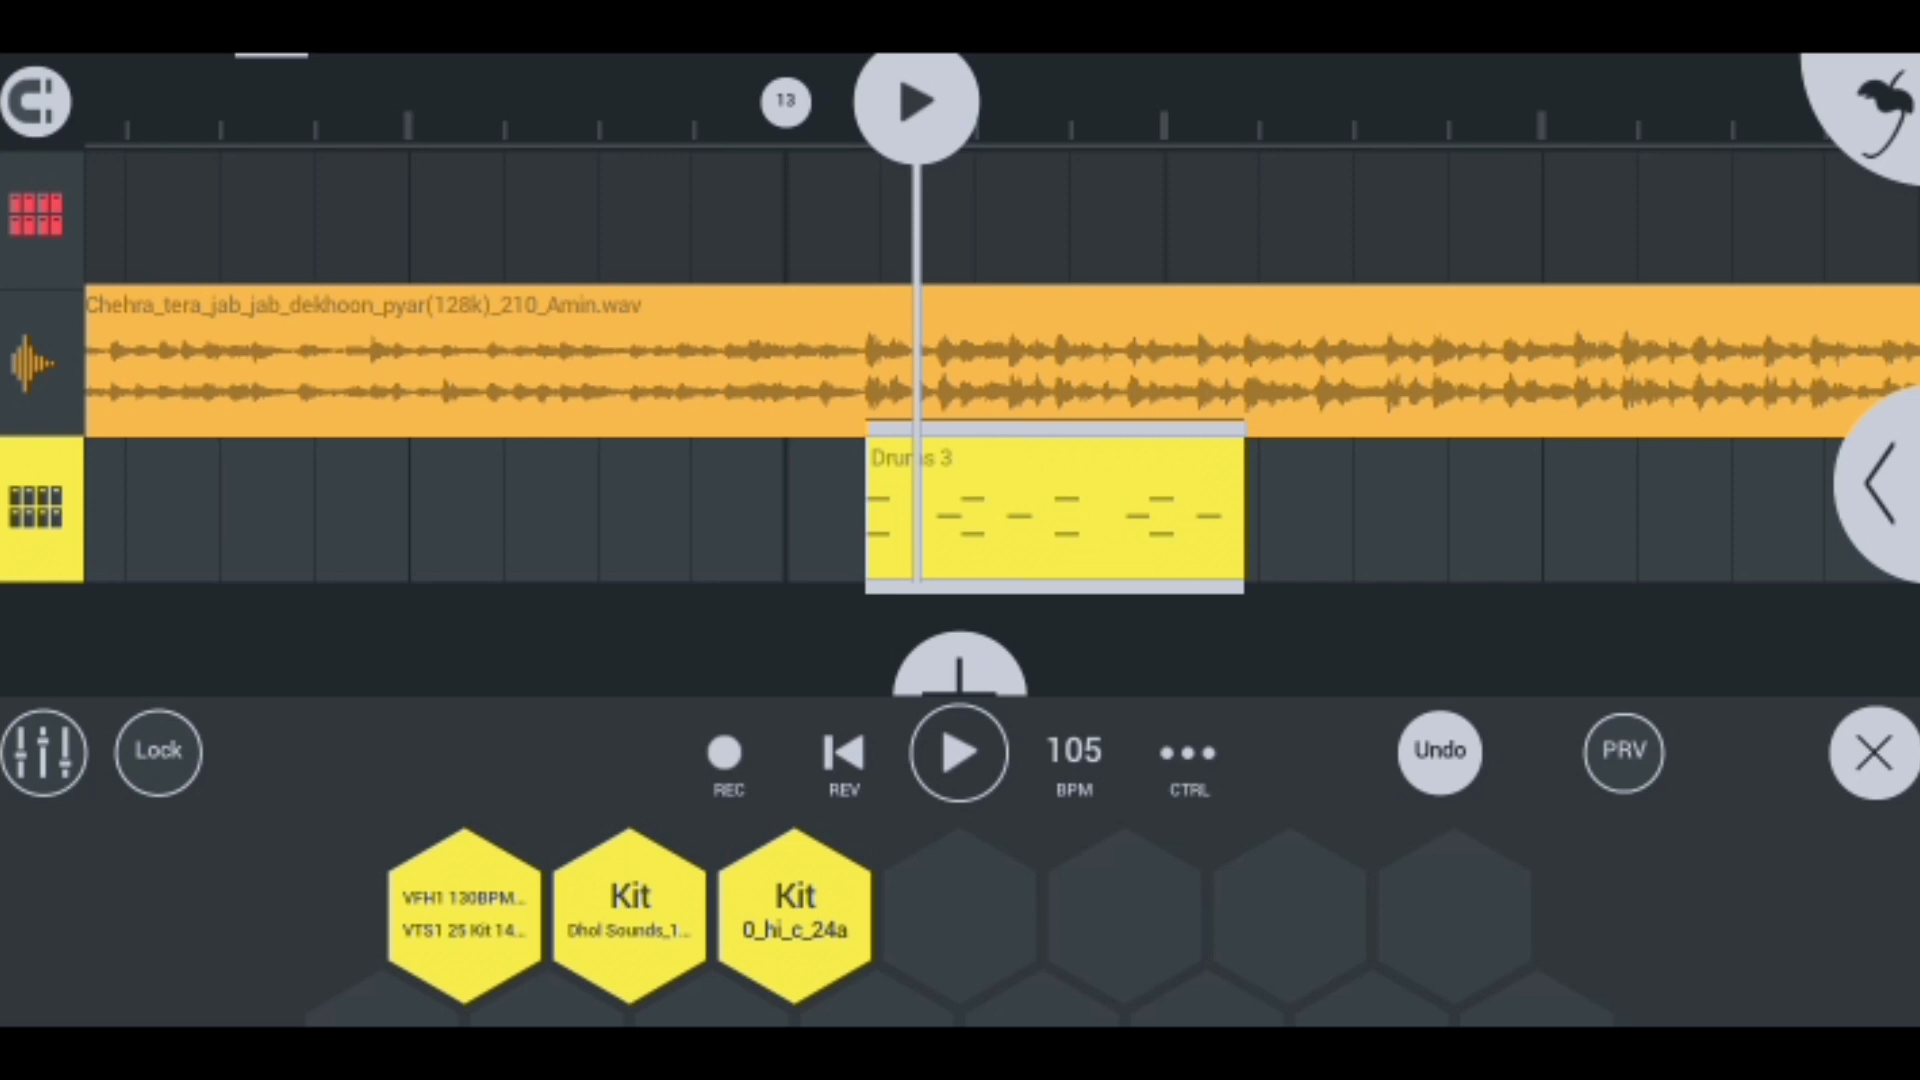 13
Chehra_tera_jab_jab_dekhoon_pyar(128k)_210_Amin.wav
Drums 3
Lock
REC
REV
105
BPM
CTRL
Undo
PRV
VFH1 130BPM...
VTS1 25 Kit 14...
Kit
Dhol Sounds_1...
Kit
0_hi_c_24a